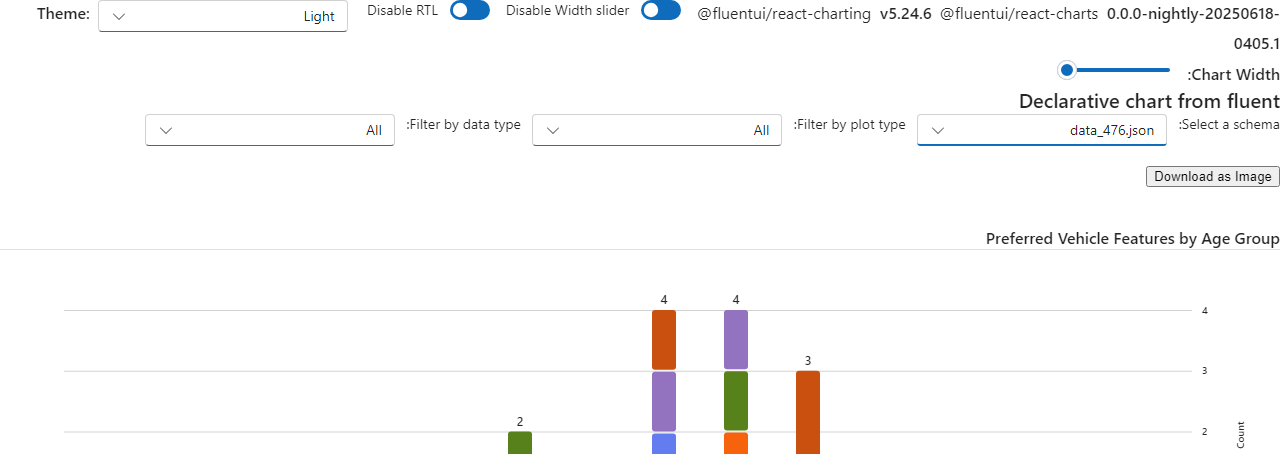 Theme: Light Disable RTL Disable Width slider @fluentui/react-charting v5.24.6 @fluentui/react-charts 0.0.0-nightly-20250618-
0405.1
:Chart Width
Declarative chart from fluent
:Select a schema data_476.json :Filter by plot type All :Filter by data type All
Download as Image
Preferred Vehicle Features by Age Group
4 4 4
3 3
2 2
Count